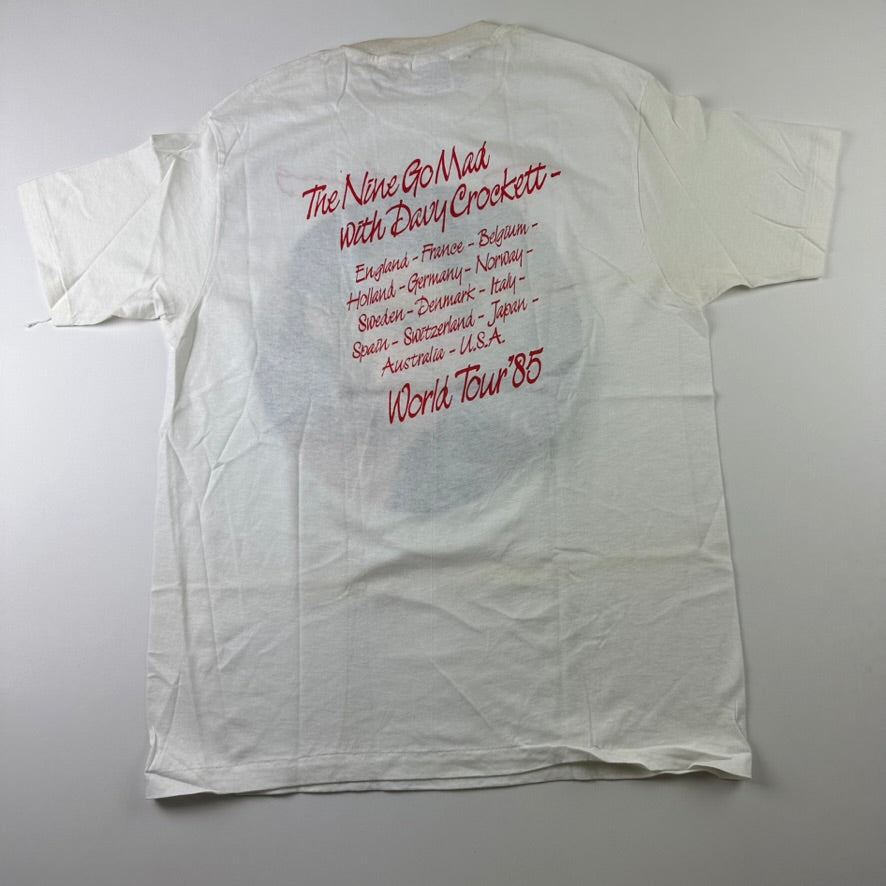 The Nine Go Mad
with Davy Crockett -
England - France - Belgium -
Holland - Germany - Norway -
Sweden - Denmark - Italy -
Spain - Switzerland - Japan -
Australia - U.S.A.
World Tour '85